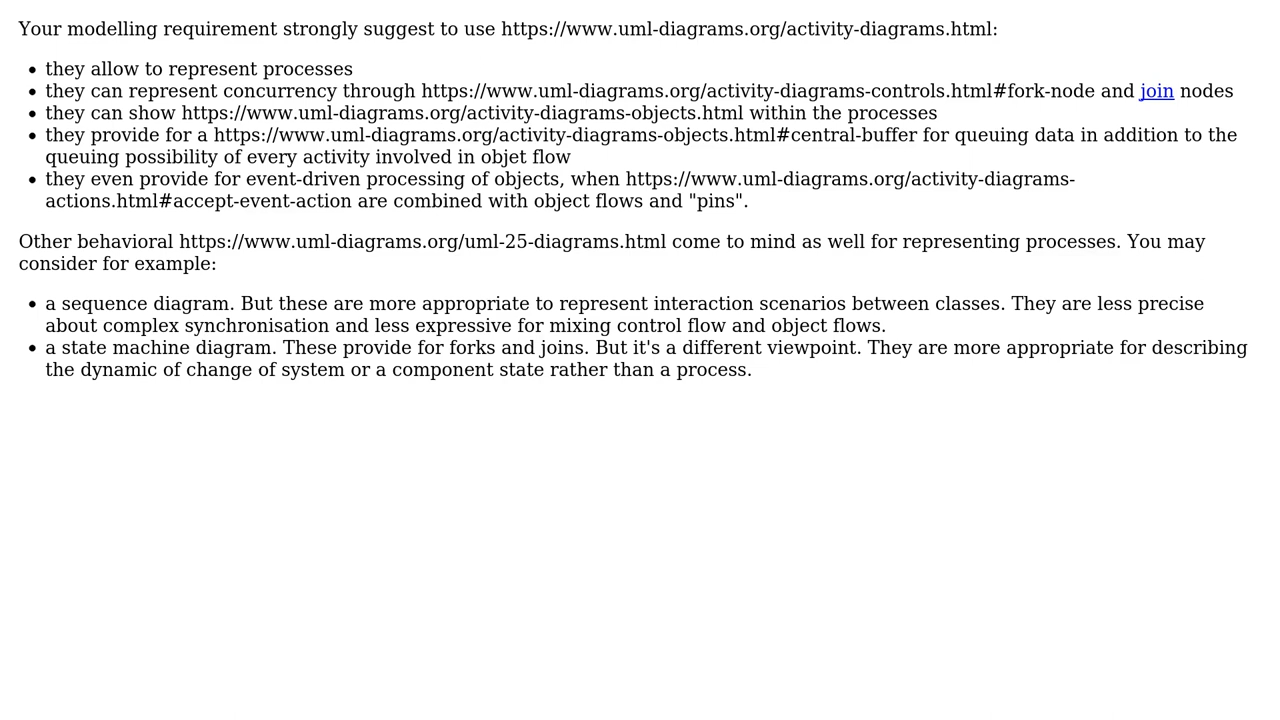 Your modelling requirement strongly suggest to use https://www.uml-diagrams.org/activity-diagrams.html:
they allow to represent processes
they can represent concurrency through https://www.uml-diagrams.org/activity-diagrams-controls.html#fork-node and join nodes
they can show https://www.uml-diagrams.org/activity-diagrams-objects.html within the processes
they provide for a https://www.uml-diagrams.org/activity-diagrams-objects.html#central-buffer for queuing data in addition to the
queuing possibility of every activity involved in objet flow
they even provide for event-driven processing of objects, when https://www.uml-diagrams.org/activity-diagrams-
actions.html#accept-event-action are combined with object flows and "pins".
Other behavioral https://www.uml-diagrams.org/uml-25-diagrams.html come to mind as well for representing processes. You may
consider for example:
a sequence diagram. But these are more appropriate to represent interaction scenarios between classes. They are less precise
about complex synchronisation and less expressive for mixing control flow and object flows.
a state machine diagram. These provide for forks and joins. But it's a different viewpoint. They are more appropriate for describing
the dynamic of change of system or a component state rather than a process.